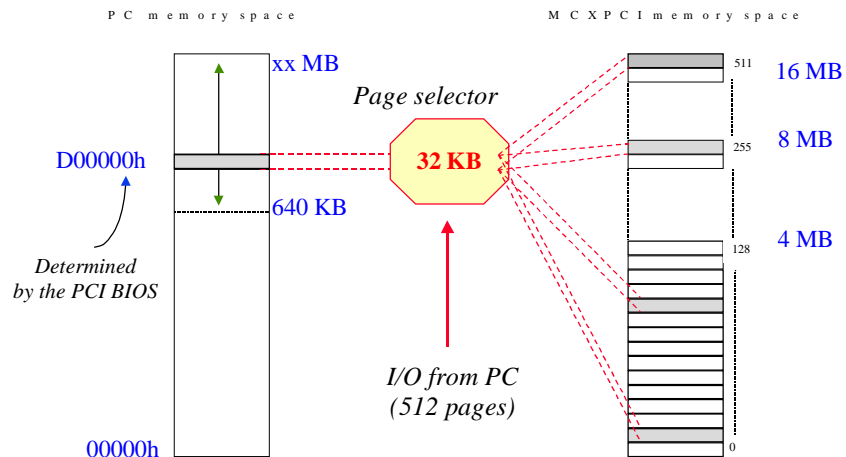 PC memory space
MCXPCI memory space
xx MB
511
16 MB
Page selector
D00000h
32 KB
255
8 MB
640 KB
128
4 MB
Determined
by the PCI BIOS
I/O from PC
(512 pages)
00000h
0